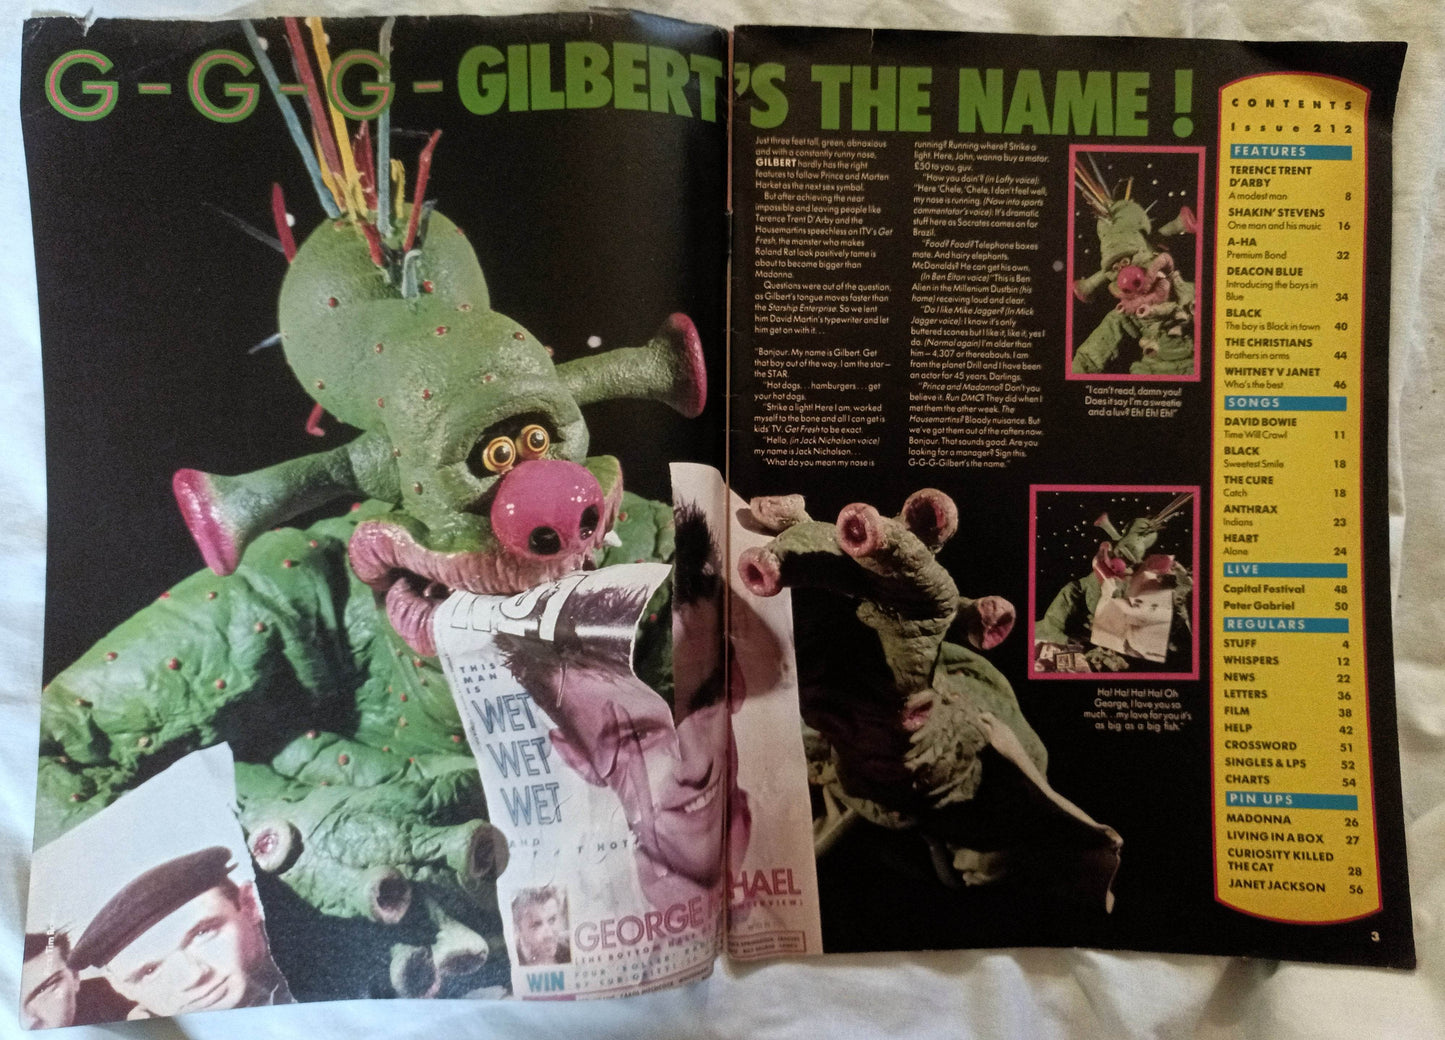 G-G-G-GILBERT'S THE NAME!
Just three feet tall, green, obnoxious
and with a constantly runny nose,
GILBERT hardly has the right
features to follow Prince and Morten
Harket as the next sex symbol.
But after achieving the near
impossible and leaving people like
Terence Trent D'Arby and the
Housemartins speechless on ITV's Get
Fresh, the monster who makes
Roland Rat look positively tame is
about to become bigger than
Madonna.
Questions were out of the question,
as Gilbert's tongue moves faster than
the Starship Enterprise. So we lent
him David Martin's typewriter and let
him get on with it...
"Bonjour. My name is Gilbert. Get
that boy out of the way. I am the star —
the STAR.
"Hot dogs... hamburgers... get
your hot dogs.
"Strike a light! Here I am, worked
myself to the bone and all I can get is
kids' TV. Get Fresh to be exact.
"Hello, (in Jack Nicholson voice)
my name is Jack Nicholson...
"What do you mean my nose is
running? Running where? Strike a
light. Here, John, wanna buy a motor.
£50 to you, guv.
"How you doin'? (in Lofty voice):
"Here 'Chele, 'Chele, I don't feel well,
my nose is running. (Now into sports
commentator's voice): It's dramatic
stuff here as Socrates comes on for
Brazil.
"Food? Food? Telephone boxes
mate. And hairy elephants.
McDonalds? He can get his own.
(In Ben Elton voice) "This is Ben
Alien in the Millenium Dustbin (his
home) receiving loud and clear.
"Do I like Mike Jagger? (In Mick
Jagger voice): I know it's only
buttered scones but I like it, like it, yes I
do. (Normal again) I'm older than
him — 4,307 or thereabouts. I am
from the planet Drill and I have been
an actor for 45 years, Darlings.
"Prince and Madonna? Don't you
believe it. Run DMC? They did when I
met them the other week. The
Housemartins? Bloody nuisance. But
we've got them out of the rafters now.
Bonjour. That sounds good. Are you
looking for a manager? Sign this.
G-G-G-Gilbert's the name."
"I can't read, damn you!
Does it say I'm a sweetie
and a luv? Eh! Eh! Eh!"
Ha! Ha! Ha! Ha! Oh
George, I love you so
much...my love for you it's
as big as a big fish."
THIS
MAN
IS
WET
WET
WET
AND
HOT
GEORGE
HAEL
INTERVIEW)
WIN
CONTENTS
Issue 212
FEATURES
TERENCE TRENT
D'ARBY
A modest man 8
SHAKIN' STEVENS
One man and his music 16
A-HA
Premium Bond 32
DEACON BLUE
Introducing the boys in
Blue 34
BLACK
The boy is Black in town 40
THE CHRISTIANS
Brothers in arms 44
WHITNEY V JANET
Who's the best 46
SONGS
DAVID BOWIE
Time Will Crawl 11
BLACK
Sweetest Smile 18
THE CURE
Catch 18
ANTHRAX
Indians 23
HEART
Alone 24
LIVE
Capital Festival 48
Peter Gabriel 50
REGULARS
STUFF 4
WHISPERS 12
NEWS 22
LETTERS 36
FILM 38
HELP 42
CROSSWORD 51
SINGLES & LPS 52
CHARTS 54
PIN UPS
MADONNA 26
LIVING IN A BOX 27
CURIOSITY KILLED
THE CAT 28
JANET JACKSON 56
3